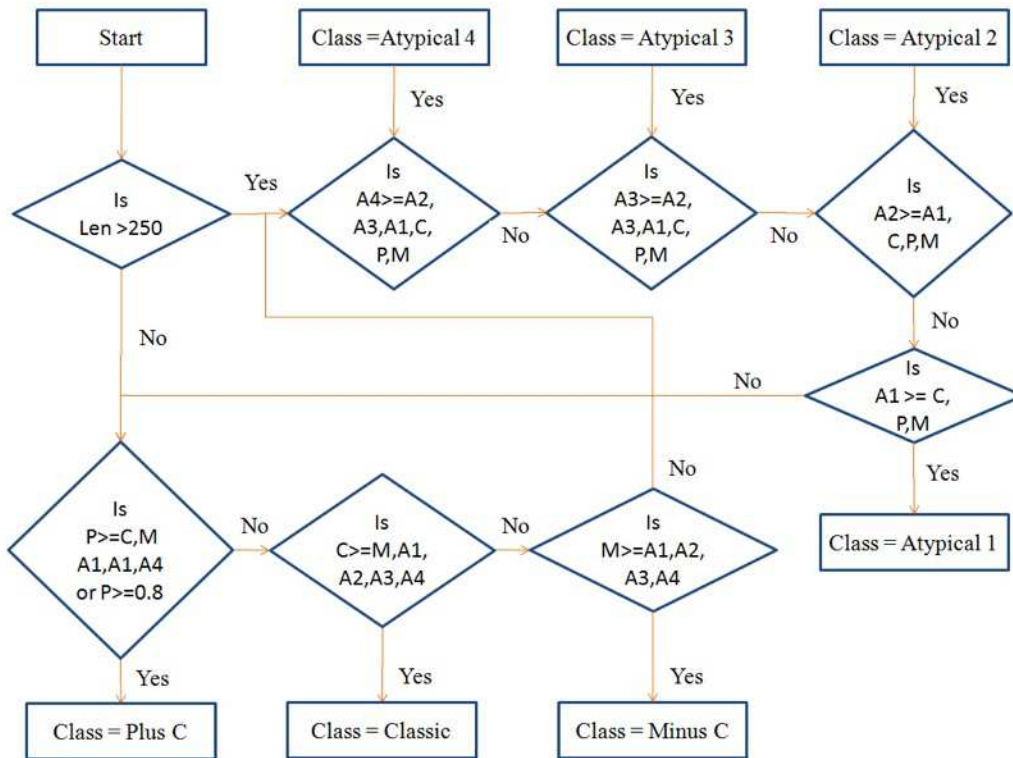 Start
Class =Atypical 4
Class = Atypical 3
Class = Atypical 2
Yes
Yes
Yes
Is
Len >250
Yes
Is
A4>=A2,
A3,A1,C,
P,M
No
Is
A3>=A2,
A3,A1,C,
P,M
No
Is
A2>=A1,
C,P,M
No
No
No
Is
A1 >= C,
P,M
Yes
Class = Atypical 1
No
Is
P>=C,M
A1,A1,A4
or P>=0.8
No
Is
C>=M,A1,
A2,A3,A4
No
Is
M>=A1,A2,
A3,A4
Yes
Yes
Yes
Class = Plus C
Class = Classic
Class = Minus C